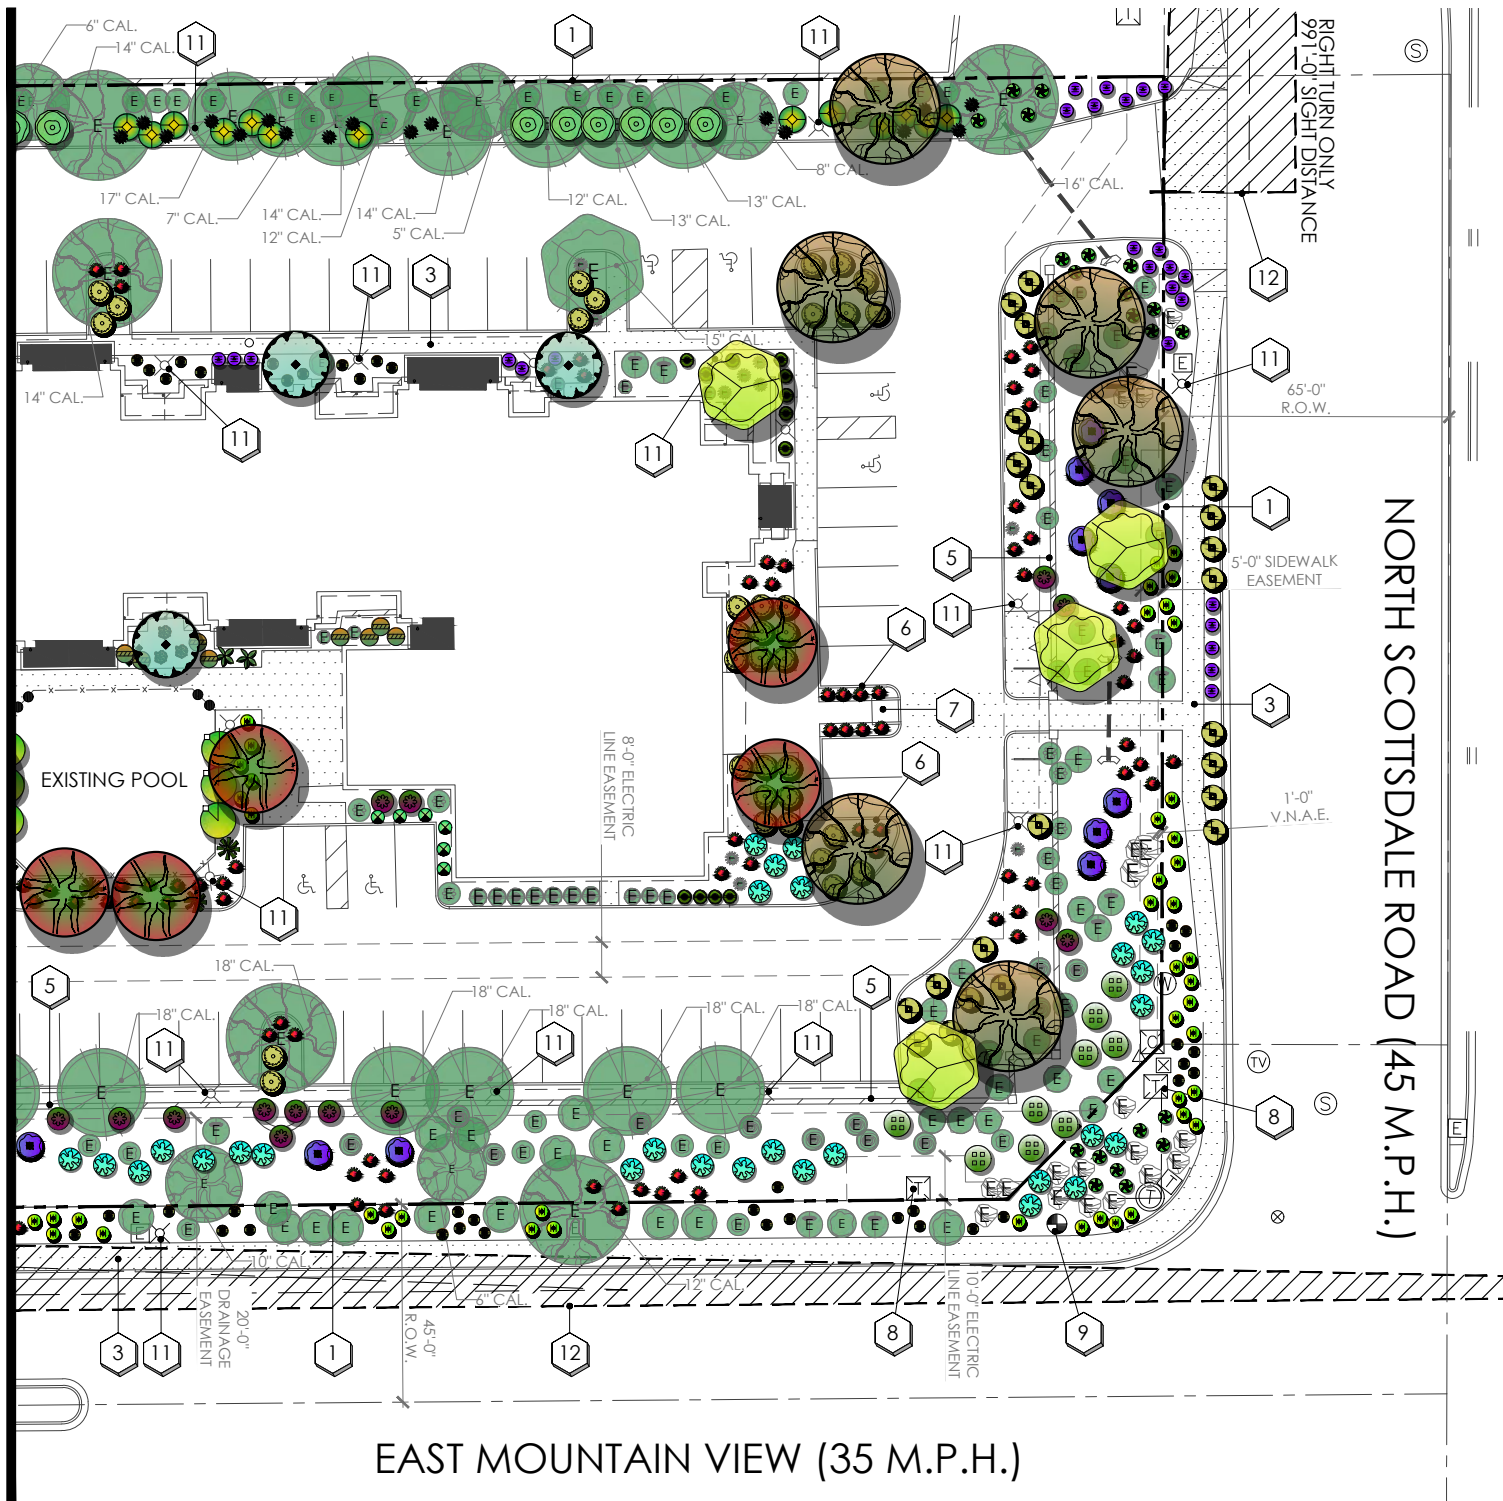 6" CAL.
14" CAL.
11
1
11
RIGHT TURN ONLY
991'-0" SIGHT DISTANCE
S
17" CAL.
7" CAL.
14" CAL.
12" CAL.
14" CAL.
5" CAL.
12" CAL.
13" CAL.
13" CAL.
8" CAL.
16" CAL.
12
11
3
15" CAL.
14" CAL.
11
11
11
65'-0"
R.O.W.
1
5
5'-0" SIDEWALK
EASEMENT
11
6
7
3
6
EXISTING POOL
8'-0" ELECTRIC
LINE EASEMENT
1'-0"
V.N.A.E.
11
11
NORTH SCOTTSDALE ROAD (45 M.P.H.)
18" CAL.
5
18" CAL.
11
18" CAL.
11
18" CAL.
18" CAL.
11
5
W
C
TV
S
T
8
E
T
T
10" CAL.
6" CAL.
12" CAL.
20'-0"
DRAINAGE
EASEMENT
45'-0"
R.O.W.
10'-0" ELECTRIC
LINE EASEMENT
3
11
1
12
8
9
EAST MOUNTAIN VIEW (35 M.P.H.)